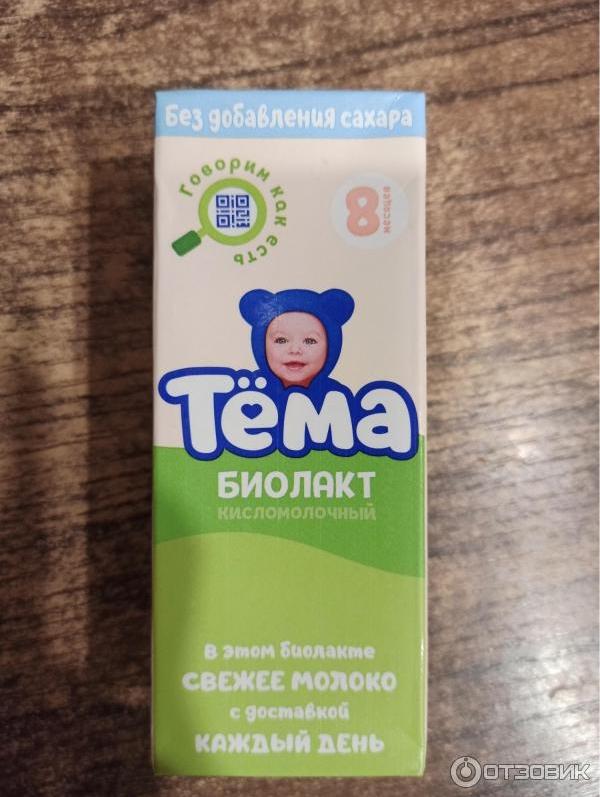 Без добавления сахара
Говорим как есть
8
месяцев
Тёма
БИОЛАКТ
КИСЛОМОЛОЧНЫЙ
В этом биолакте
СВЕЖЕЕ МОЛОКО
с доставкой
КАЖДЫЙ ДЕНЬ
ОТЗОВИК